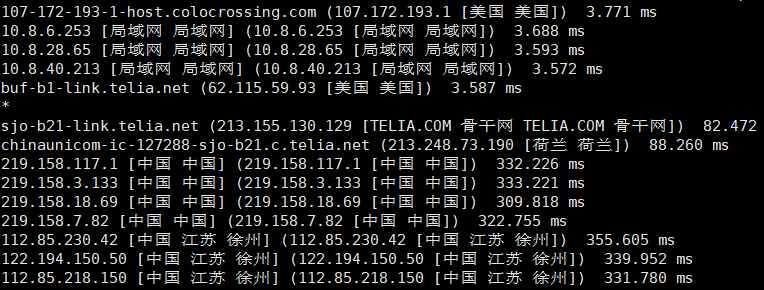 107-172-193-1-host.colocrossing.com (107.172.193.1 [美国 美国])  3.771 ms
10.8.6.253 [局域网 局域网] (10.8.6.253 [局域网 局域网])  3.688 ms
10.8.28.65 [局域网 局域网] (10.8.28.65 [局域网 局域网])  3.593 ms
10.8.40.213 [局域网 局域网] (10.8.40.213 [局域网 局域网])  3.572 ms
buf-b1-link.telia.net (62.115.59.93 [美国 美国])  3.587 ms
*
sjo-b21-link.telia.net (213.155.130.129 [TELIA.COM 骨干网 TELIA.COM 骨干网])  82.472
chinaunicom-ic-127288-sjo-b21.c.telia.net (213.248.73.190 [荷兰 荷兰])  88.260 ms
219.158.117.1 [中国 中国] (219.158.117.1 [中国 中国])  332.226 ms
219.158.3.133 [中国 中国] (219.158.3.133 [中国 中国])  333.221 ms
219.158.18.69 [中国 中国] (219.158.18.69 [中国 中国])  309.818 ms
219.158.7.82 [中国 中国] (219.158.7.82 [中国 中国])  322.755 ms
112.85.230.42 [中国 江苏 徐州] (112.85.230.42 [中国 江苏 徐州])  355.605 ms
122.194.150.50 [中国 江苏 徐州] (122.194.150.50 [中国 江苏 徐州])  339.952 ms
112.85.218.150 [中国 江苏 徐州] (112.85.218.150 [中国 江苏 徐州])  331.780 ms